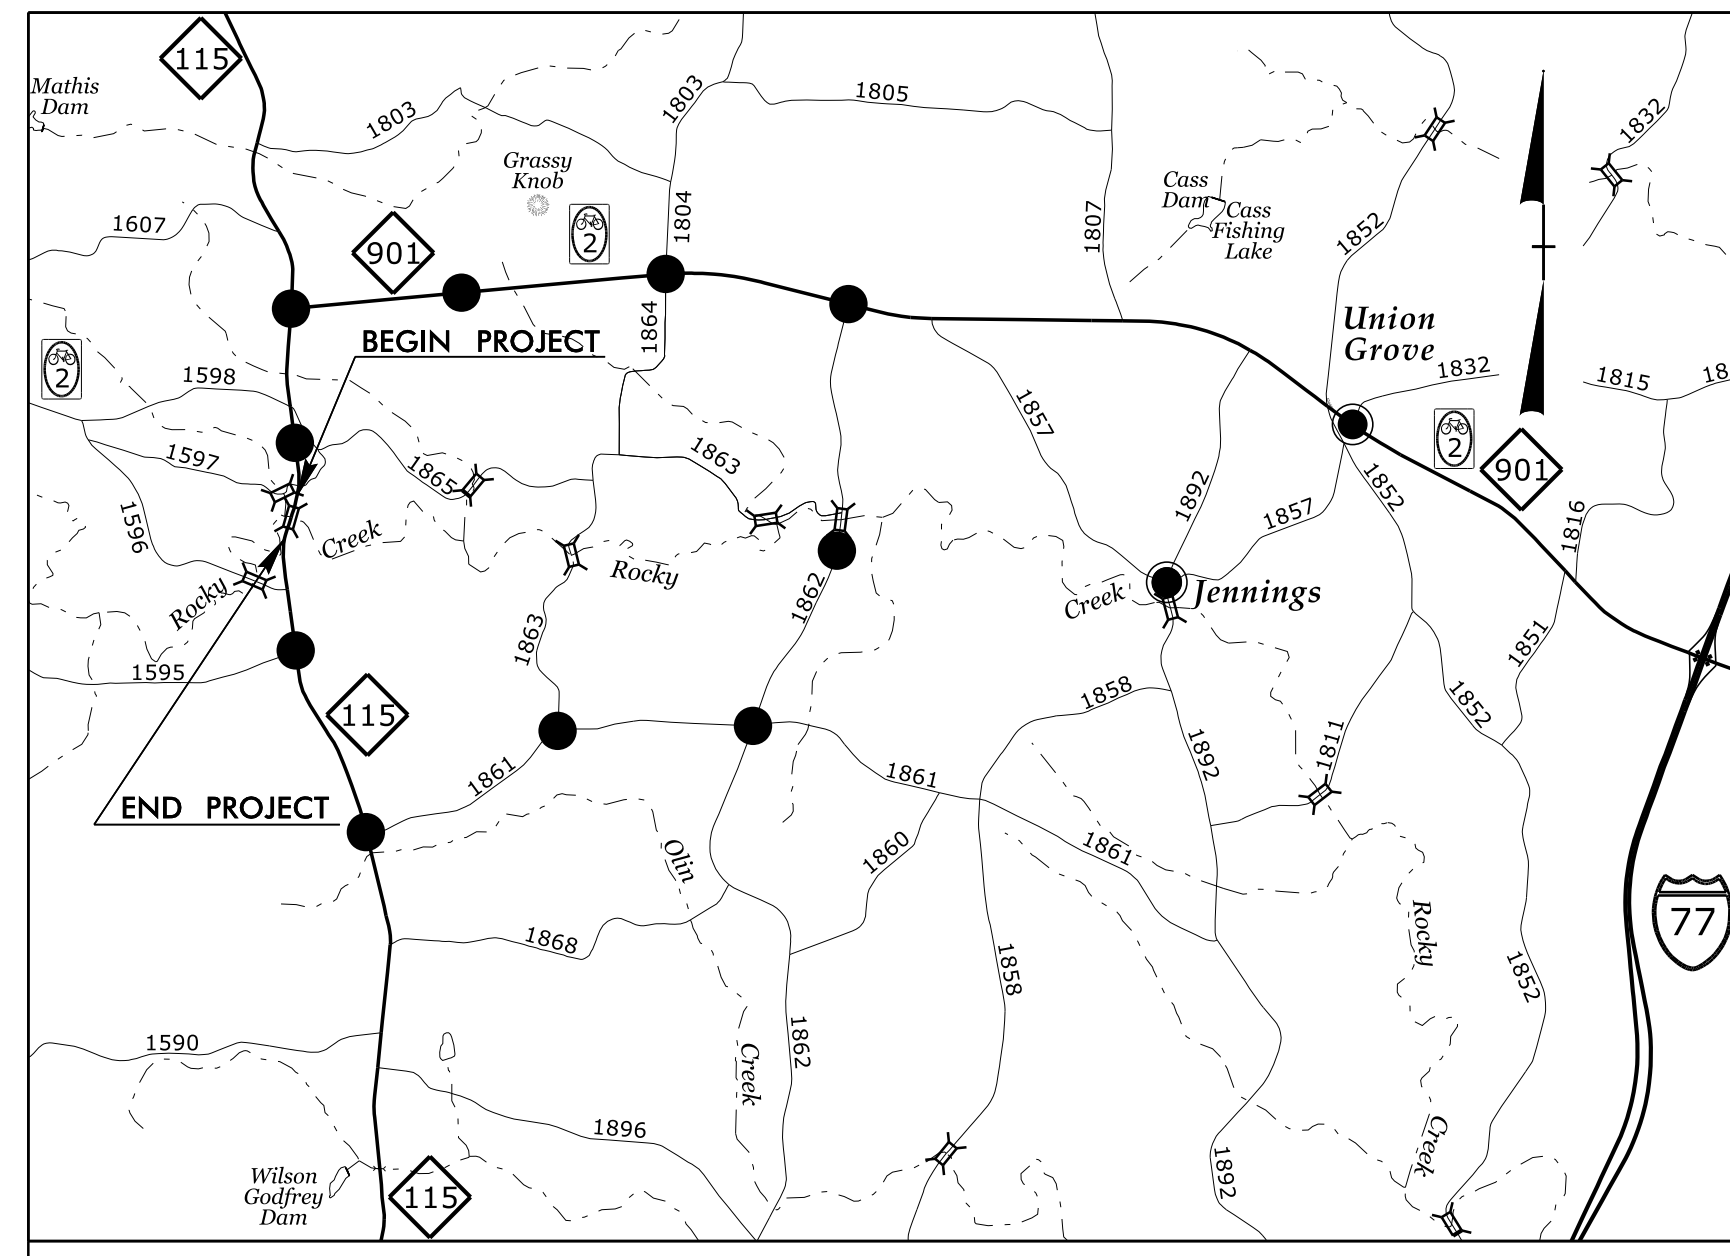 115
Mathis
Dam
1803
1803
1805
1832
Grassy
Knob
1804
Cass
Dam
Cass
Fishing
Lake
1807
1852
1607
901
2
Union
Grove
1864
BEGIN PROJECT
2
1598
1832
1815
18
1857
1863
2
901
1597
1865
1892
1852
1857
1816
1596
Creek
Rocky
Rocky
1862
Creek
Jennings
1863
1851
1595
115
1858
1852
1892
1811
1861
1861
END PROJECT
Olin
1860
1861
Rocky
77
1868
1858
1852
1590
1862
Creek
1896
Creek
1892
Wilson
Godfrey
Dam
115